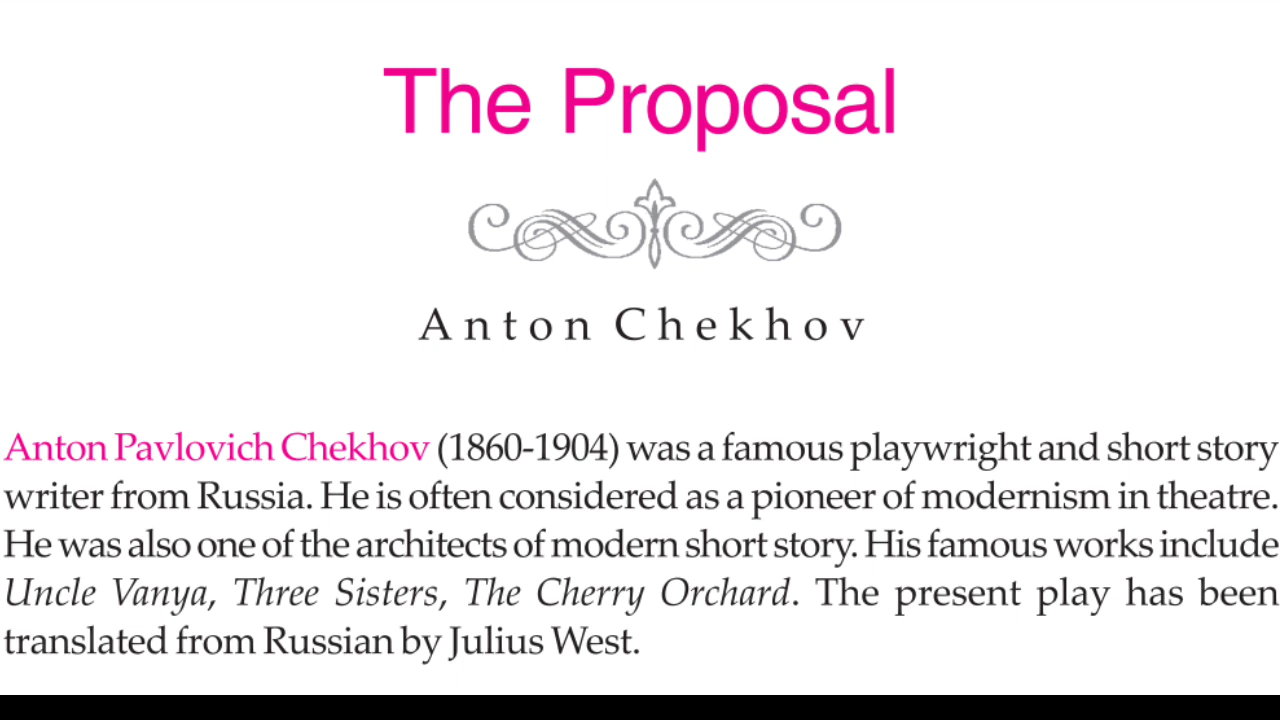 The Proposal
Anton Chekhov
Anton Pavlovich Chekhov (1860-1904) was a famous playwright and short story
writer from Russia. He is often considered as a pioneer of modernism in theatre.
He was also one of the architects of modern short story. His famous works include
Uncle Vanya, Three Sisters, The Cherry Orchard. The present play has been
translated from Russian by Julius West.